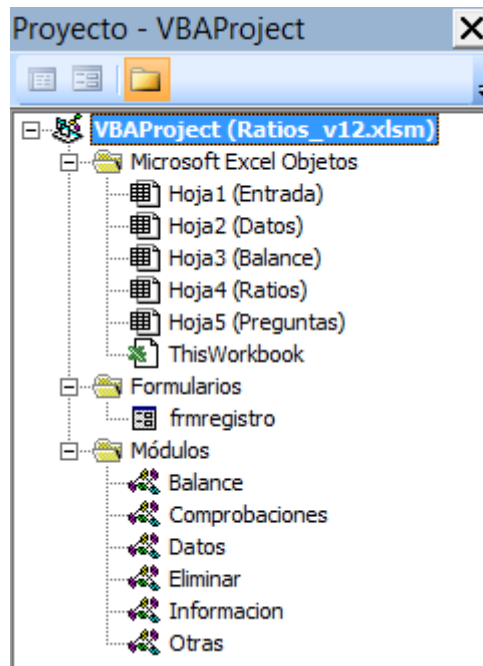 Proyecto - VBAProject
VBAProject (Ratios_v12.xlsm)
Microsoft Excel Objetos
Hoja1 (Entrada)
Hoja2 (Datos)
Hoja3 (Balance)
Hoja4 (Ratios)
Hoja5 (Preguntas)
ThisWorkbook
Formularios
frmregistro
Módulos
Balance
Comprobaciones
Datos
Eliminar
Informacion
Otras